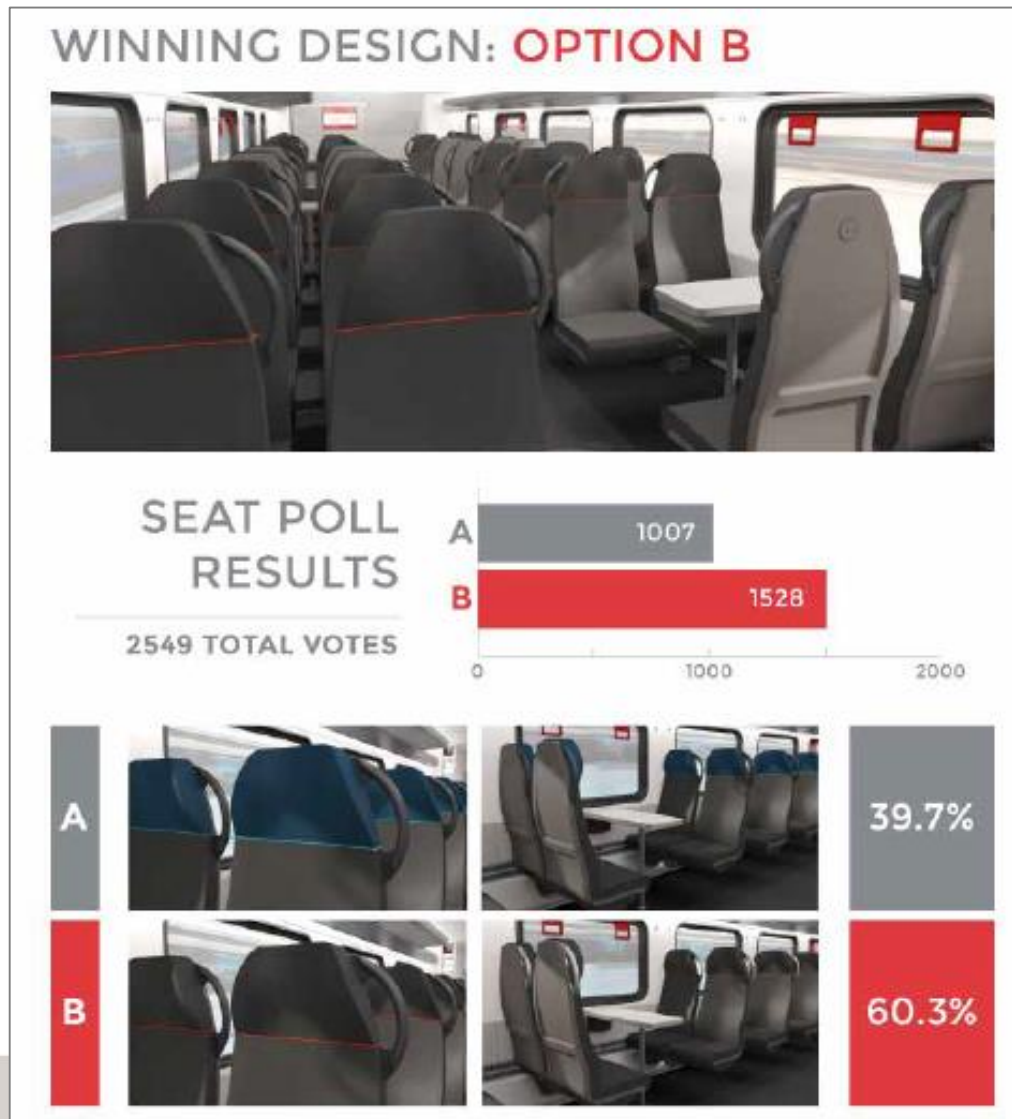 WINNING DESIGN: OPTION B
SEAT POLL
RESULTS
2549 TOTAL VOTES
A 1007
B 1528
0 1000 2000
A 39.7%
B 60.3%